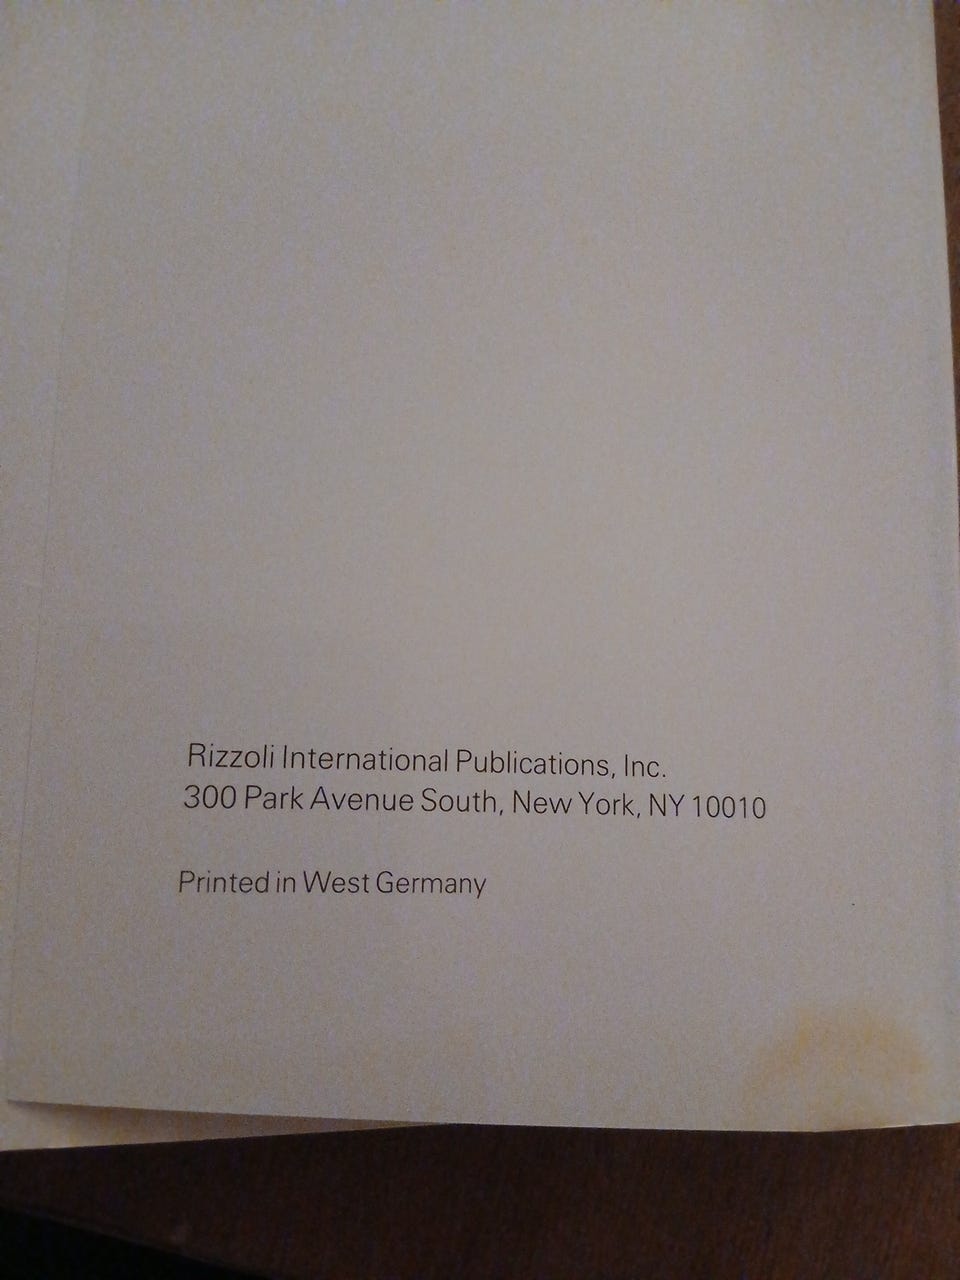 Rizzoli International Publications, Inc.
300 Park Avenue South, New York, NY 10010
Printed in West Germany